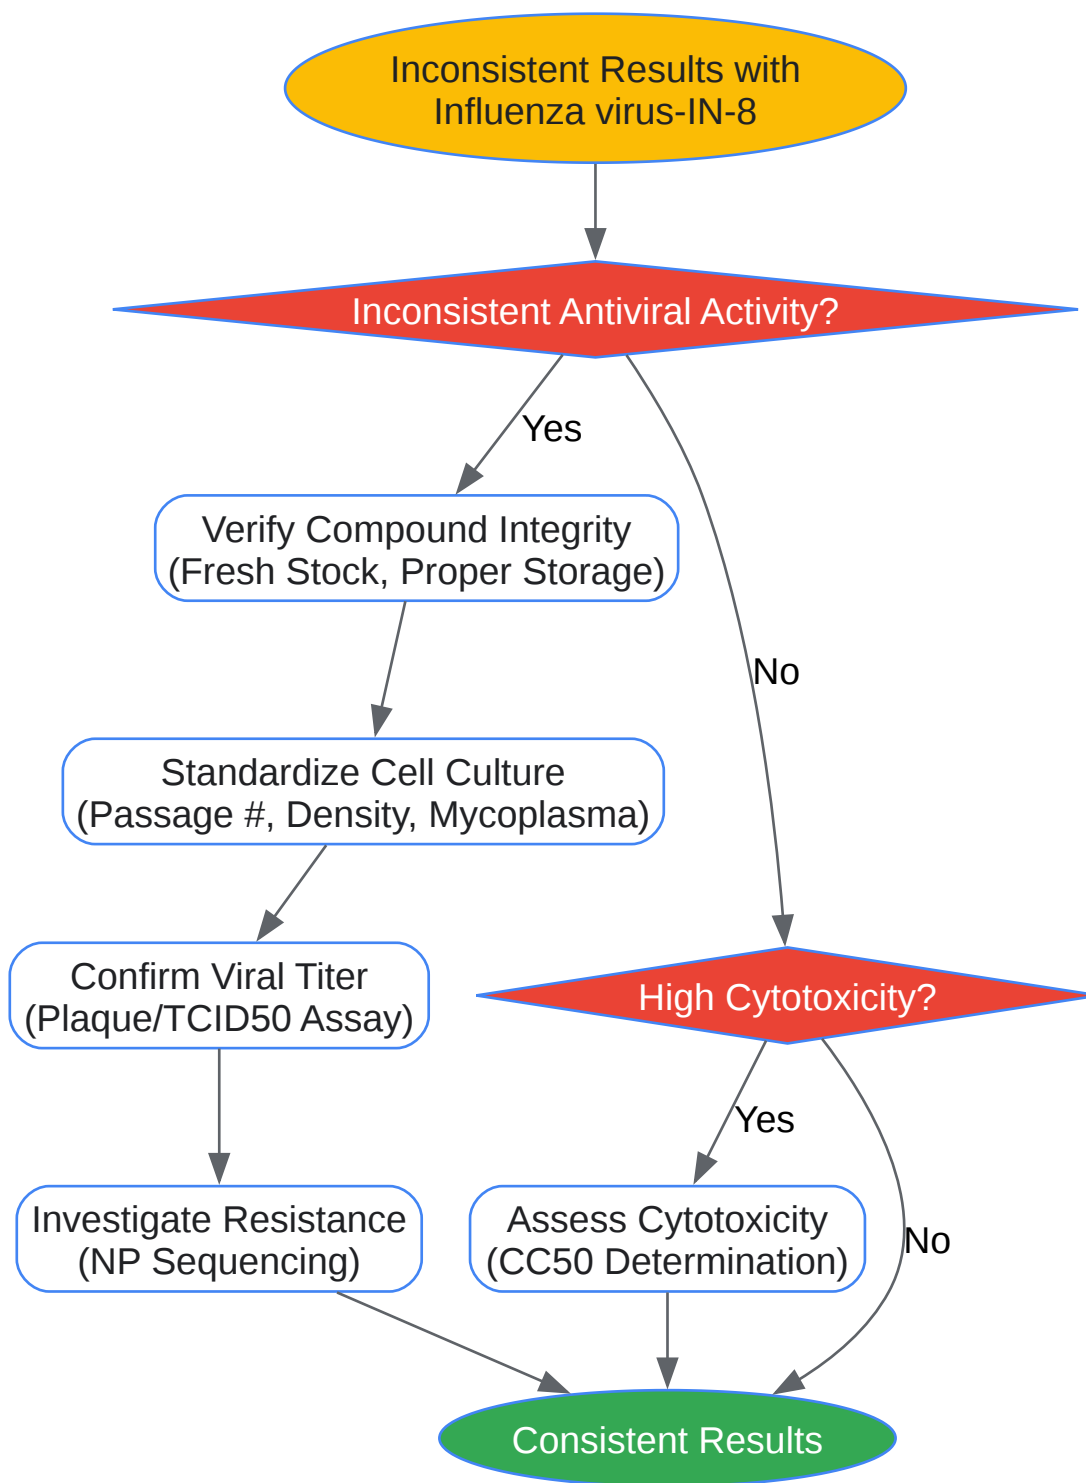 Inconsistent Results with
Influenza virus-IN-8
Inconsistent Antiviral Activity?
Yes
Verify Compound Integrity
(Fresh Stock, Proper Storage)
No
Standardize Cell Culture
(Passage #, Density, Mycoplasma)
Confirm Viral Titer
(Plaque/TCID50 Assay)
High Cytotoxicity?
Yes
Investigate Resistance
(NP Sequencing)
Assess Cytotoxicity
(CC50 Determination)
No
Consistent Results